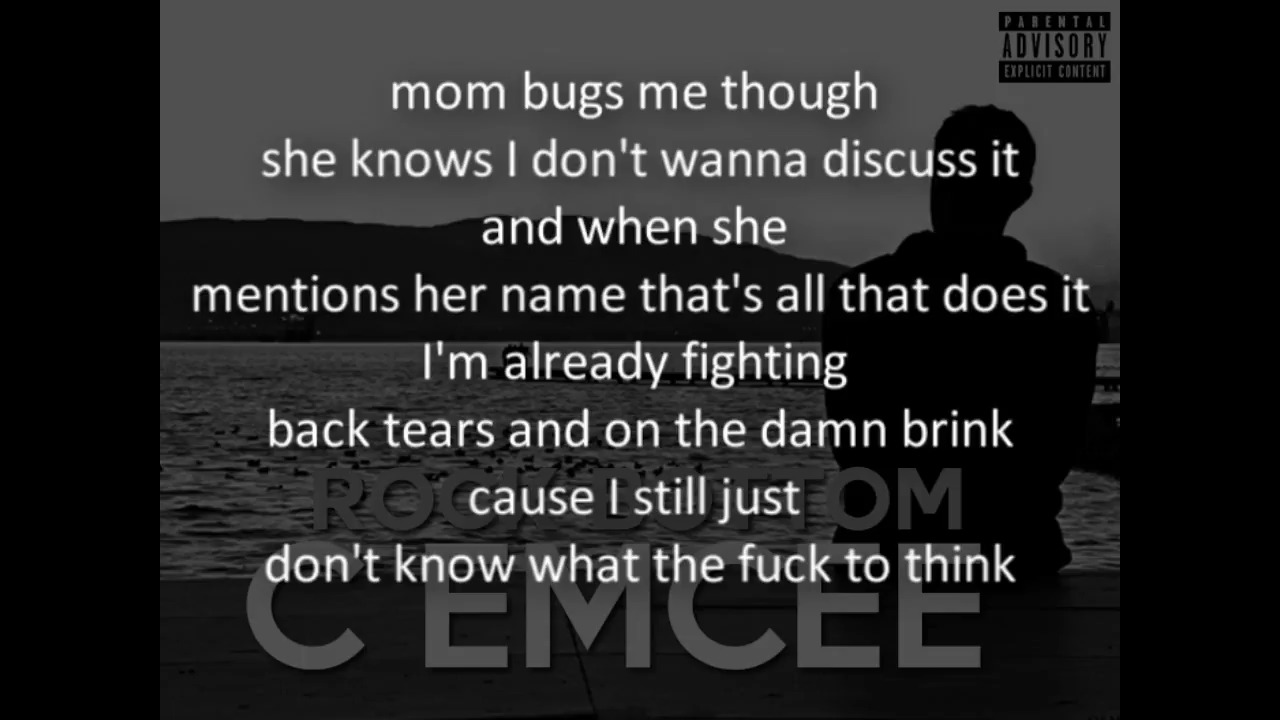 PARENTAL
ADVISORY
EXPLICIT CONTENT
mom bugs me though
she knows I don't wanna discuss it
and when she
mentions her name that's all that does it
I'm already fighting
back tears and on the damn brink
cause I still just
don't know what the fuck to think
ROCK BOTTOM
C EMCEE